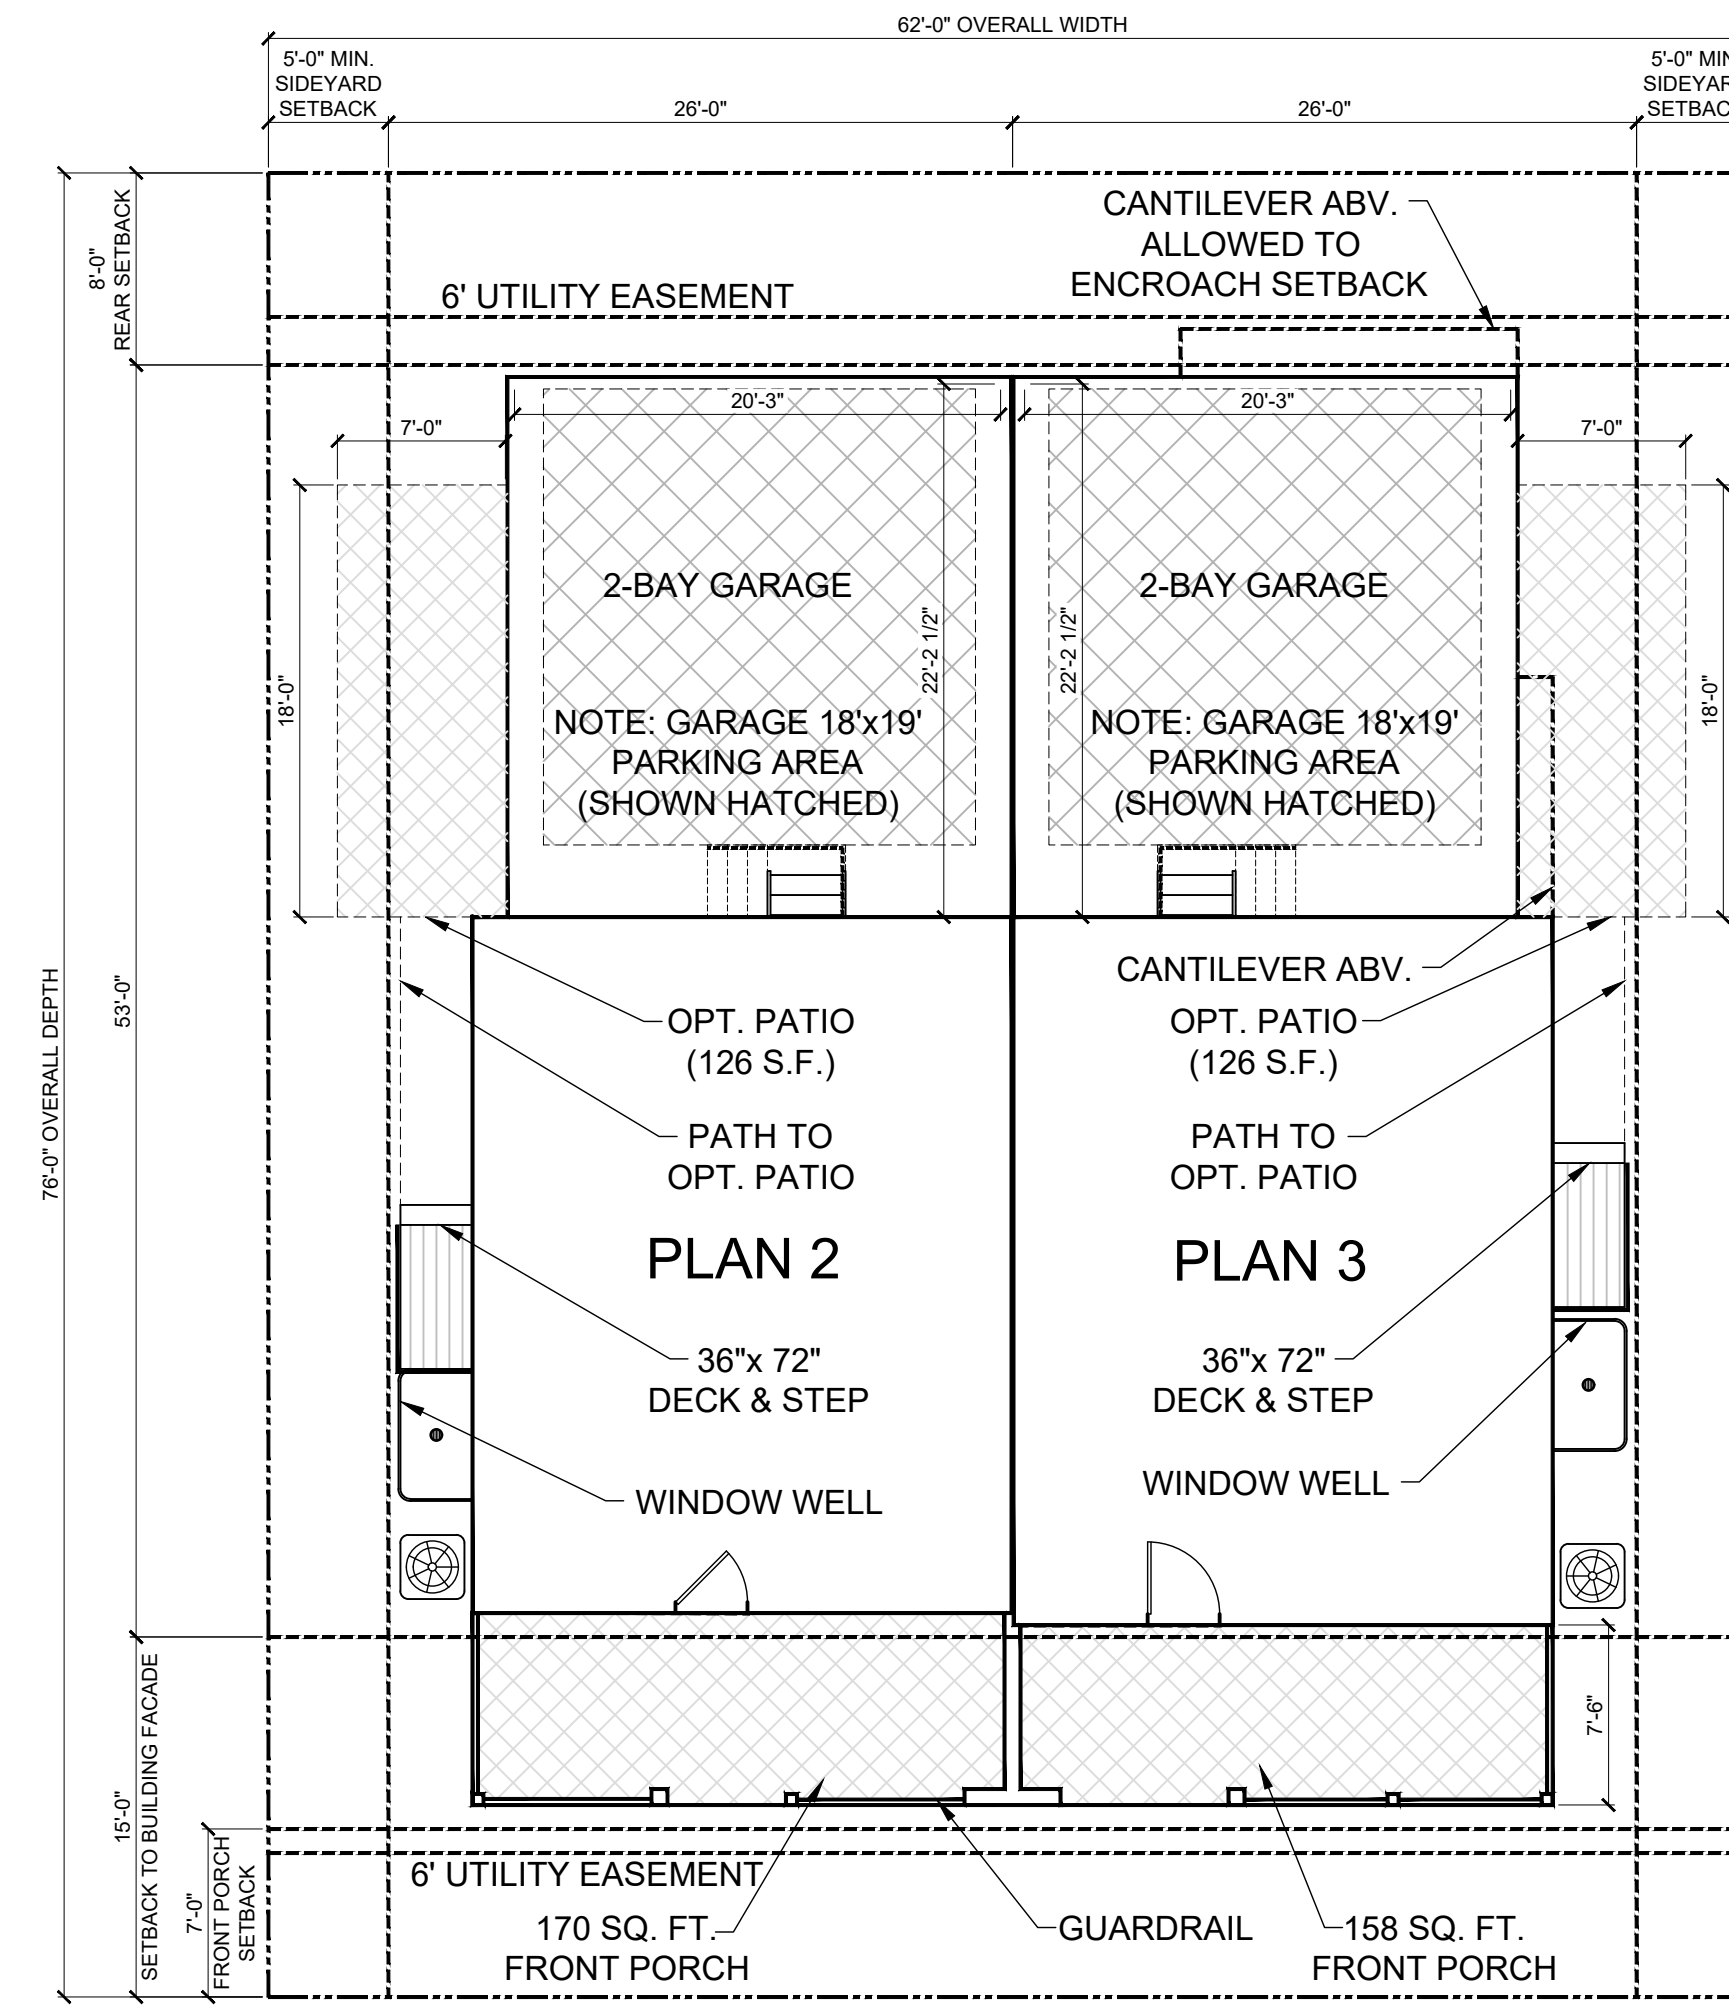 62'-0" OVERALL WIDTH
5'-0" MIN.
SIDEYARD
SETBACK
26'-0"
26'-0"
5'-0" MIN
SIDEYAR
SETBAC
8'-0"
REAR SETBACK
CANTILEVER ABV.
ALLOWED TO
ENCROACH SETBACK
6' UTILITY EASEMENT
20'-3"
20'-3"
7'-0"
7'-0"
2-BAY GARAGE
2-BAY GARAGE
22'-2 1/2"
22'-2 1/2"
18'-0"
18'-0"
NOTE: GARAGE 18'x19'
PARKING AREA
(SHOWN HATCHED)
NOTE: GARAGE 18'x19'
PARKING AREA
(SHOWN HATCHED)
76'-0" OVERALL DEPTH
53'-0"
CANTILEVER ABV.
OPT. PATIO
(126 S.F.)
OPT. PATIO
(126 S.F.)
PATH TO
OPT. PATIO
PATH TO
OPT. PATIO
PLAN 2
PLAN 3
36"x 72"
DECK & STEP
36"x 72"
DECK & STEP
WINDOW WELL
WINDOW WELL
7'-6"
15'-0"
SETBACK TO BUILDING FACADE
7'-0"
FRONT PORCH
SETBACK
6' UTILITY EASEMENT
170 SQ. FT.
FRONT PORCH
GUARDRAIL
158 SQ. FT.
FRONT PORCH